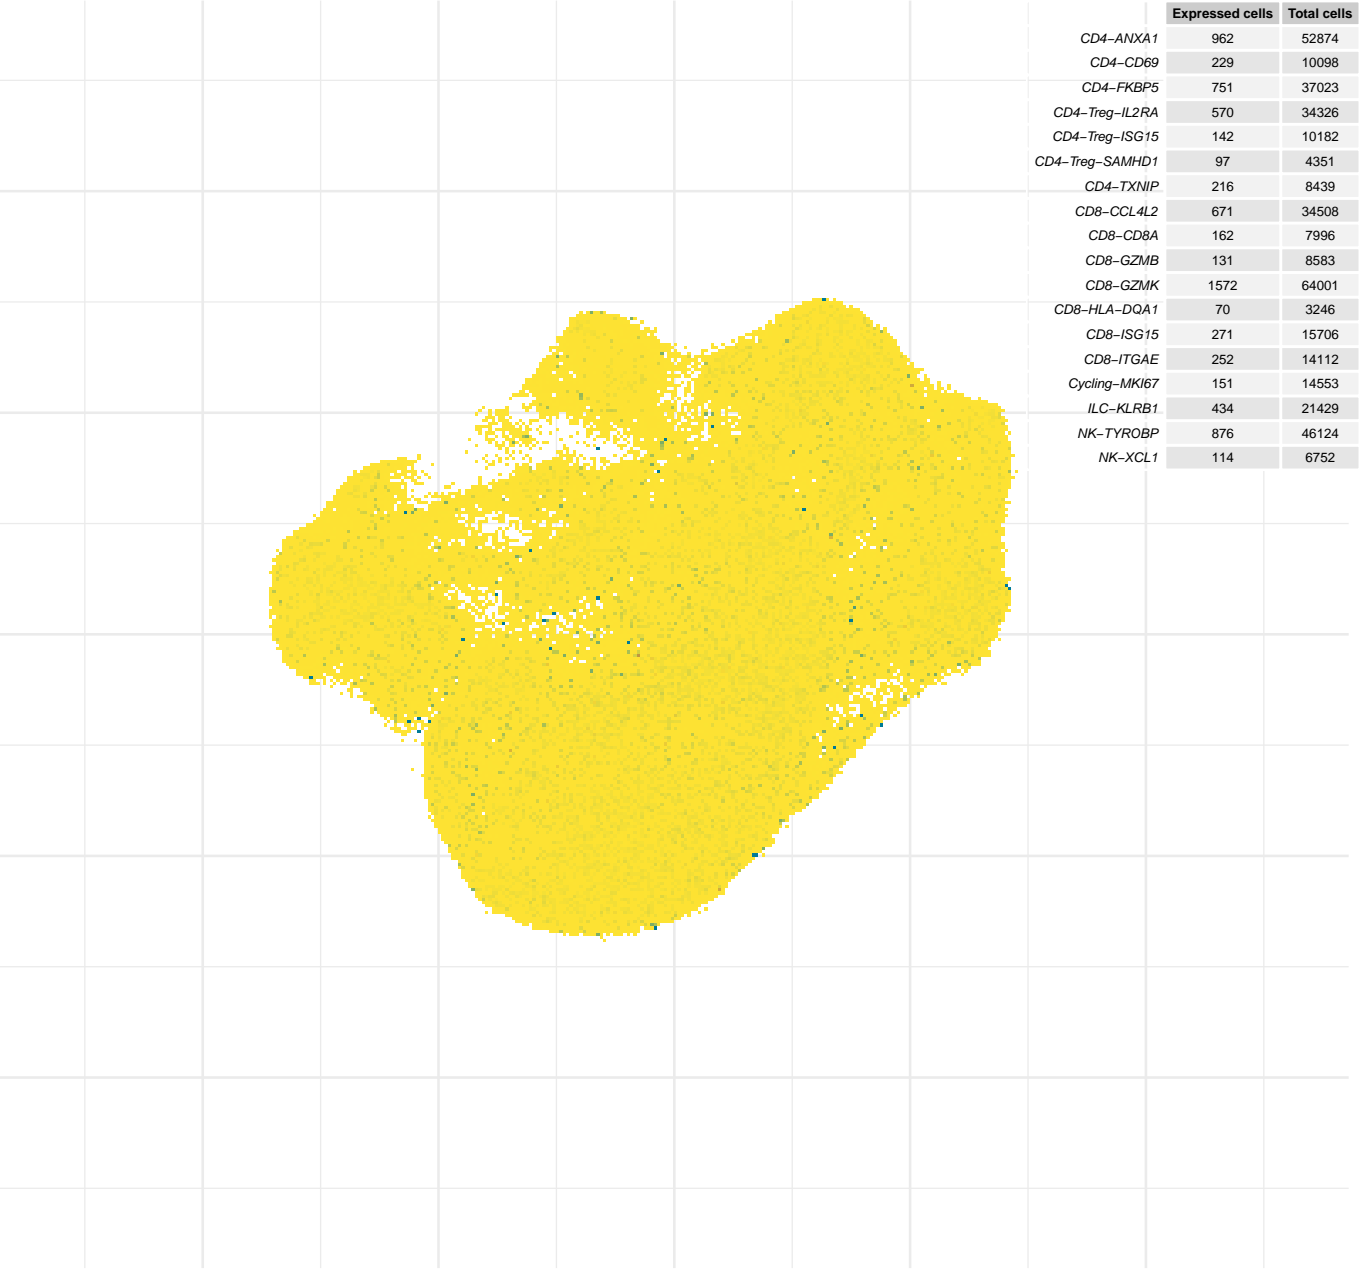 Expressed cells Total cells
CD4−ANXA1 962 52874
CD4−CD69 229 10098
CD4−FKBP5 751 37023
CD4−Treg−IL2RA 570 34326
CD4−Treg−ISG15 142 10182
CD4−Treg−SAMHD1 97 4351
CD4−TXNIP 216 8439
CD8−CCL4L2 671 34508
CD8−CD8A 162 7996
CD8−GZMB 131 8583
CD8−GZMK 1572 64001
CD8−HLA−DQA1 70 3246
CD8−ISG15 271 15706
CD8−ITGAE 252 14112
Cycling−MKI67 151 14553
ILC−KLRB1 434 21429
NK−TYROBP 876 46124
NK−XCL1 114 6752